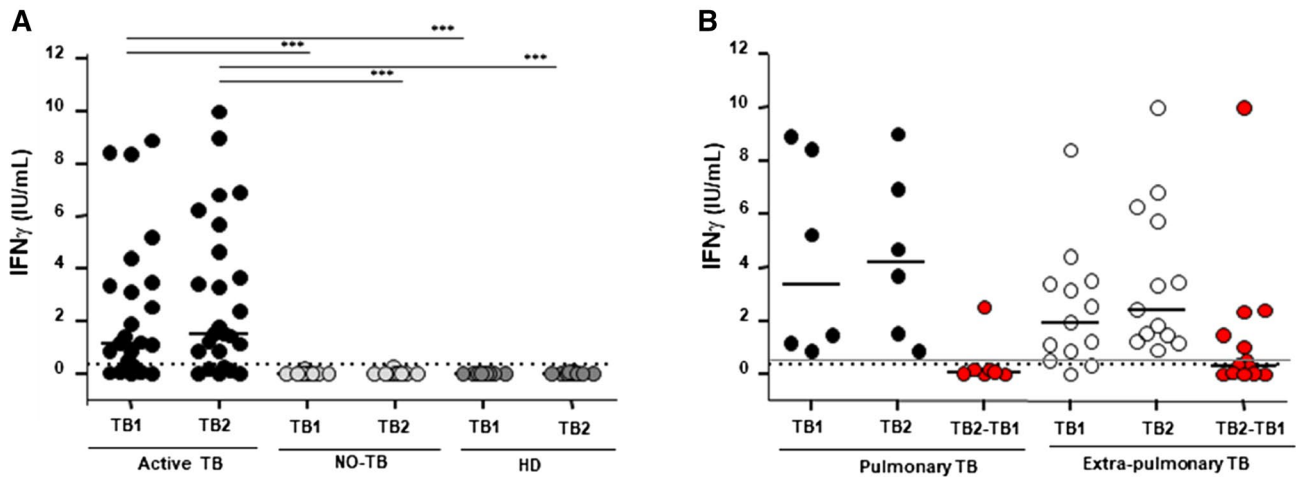 A
***
***
***
***
IFNγ (IU/mL)
12
10
8
6
4
2
0
TB1 TB2 TB1 TB2 TB1 TB2
Active TB NO-TB HD
B
IFNγ (IU/mL)
12
10
8
6
4
2
0
TB1 TB2 TB2-TB1 TB1 TB2 TB2-TB1
Pulmonary TB Extra-pulmonary TB